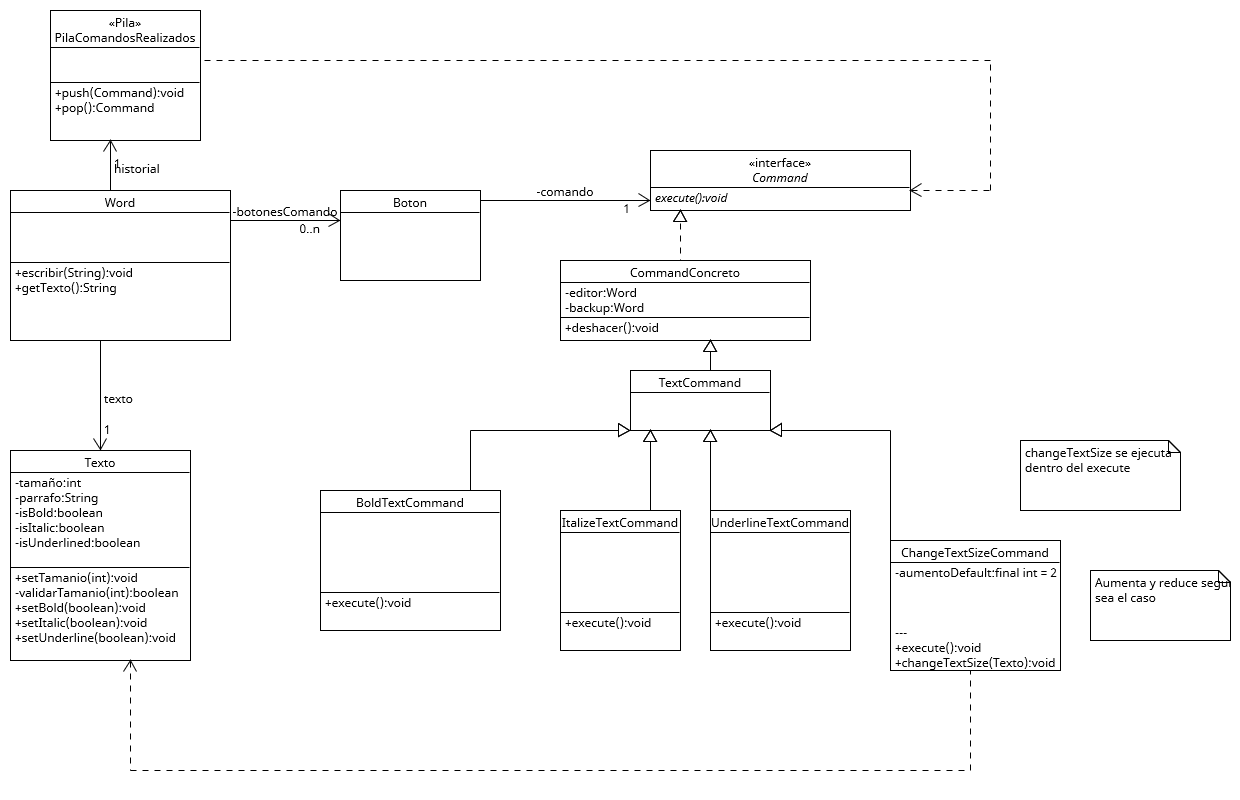 «Pila»
PilaComandosRealizados
+push(Command):void
+pop():Command
1
historial
Word
+escribir(String):void
+getTexto():String
-botonesComando
0..n
Boton
-comando
1
«interface»
Command
execute():void
CommandConcreto
-editor:Word
-backup:Word
+deshacer():void
TextCommand
texto
1
Texto
-tamaño:int
-parrafo:String
-isBold:boolean
-isItalic:boolean
-isUnderlined:boolean
+setTamanio(int):void
-validarTamanio(int):boolean
+setBold(boolean):void
+setItalic(boolean):void
+setUnderline(boolean):void
BoldTextCommand
+execute():void
ItalizeTextCommand
+execute():void
UnderlineTextCommand
+execute():void
ChangeTextSizeCommand
-aumentoDefault:final int = 2
---
+execute():void
+changeTextSize(Texto):void
changeTextSize se ejecuta
dentro del execute
Aumenta y reduce segun
sea el caso